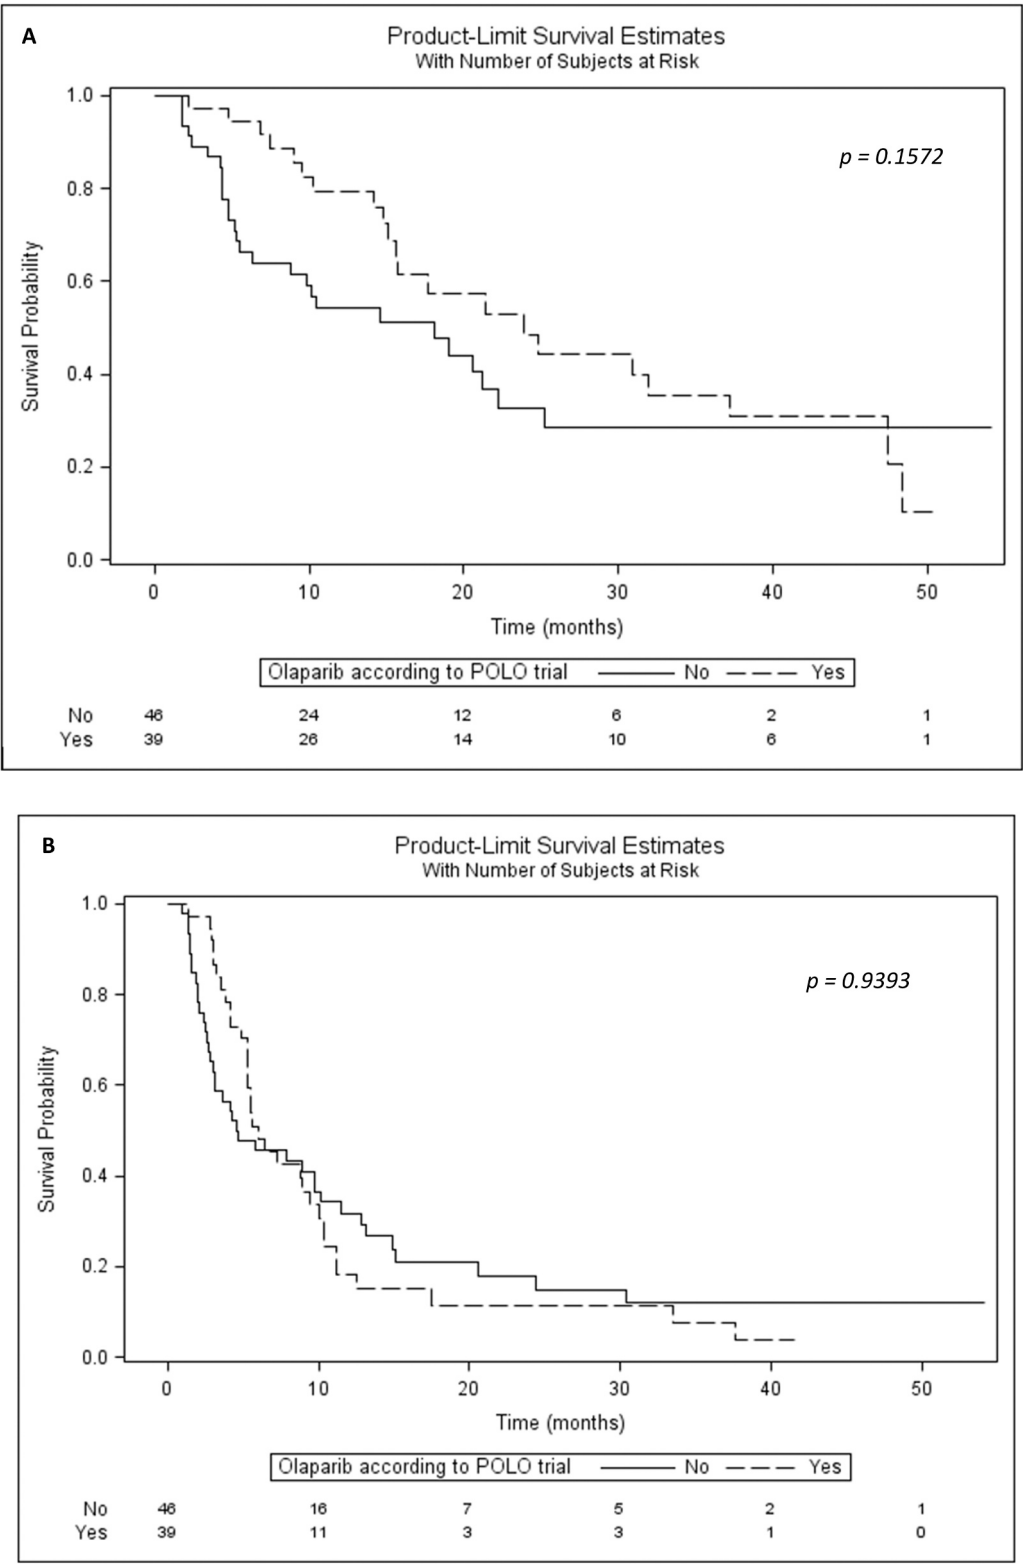 A
Product-Limit Survival Estimates
With Number of Subjects at Risk
1.0
p = 0.1572
0.8
0.6
0.4
0.2
0.0
Survival Probability
0 10 20 30 40 50
Time (months)
Olaparib according to POLO trial No Yes
No 46 24 12 6 2 1
Yes 39 26 14 10 6 1
B
Product-Limit Survival Estimates
With Number of Subjects at Risk
1.0
p = 0.9393
0.8
0.6
0.4
0.2
0.0
Survival Probability
0 10 20 30 40 50
Time (months)
Olaparib according to POLO trial No Yes
No 46 16 7 5 2 1
Yes 39 11 3 3 1 0